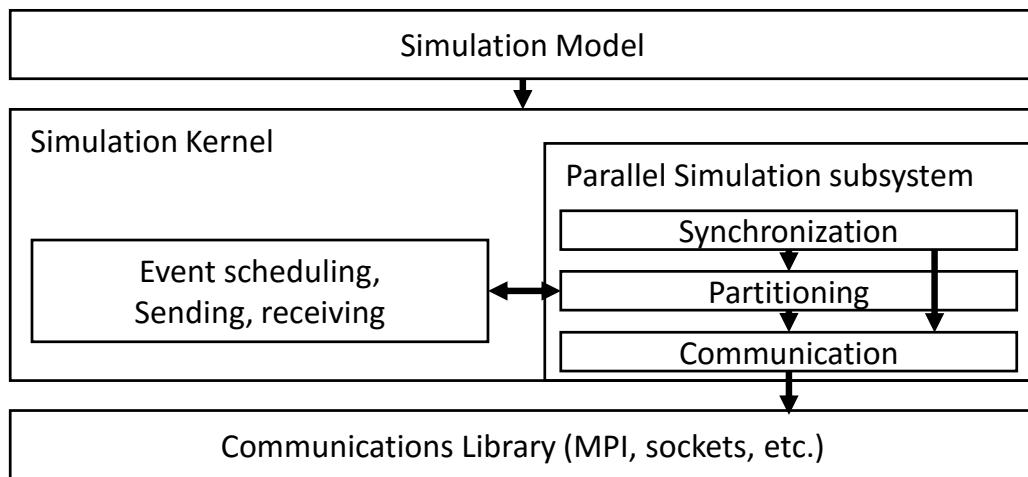 Simulation Model
Simulation Kernel
Parallel Simulation subsystem
Synchronization
Event scheduling,
Sending, receiving
Partitioning
Communication
Communications Library (MPI, sockets, etc.)